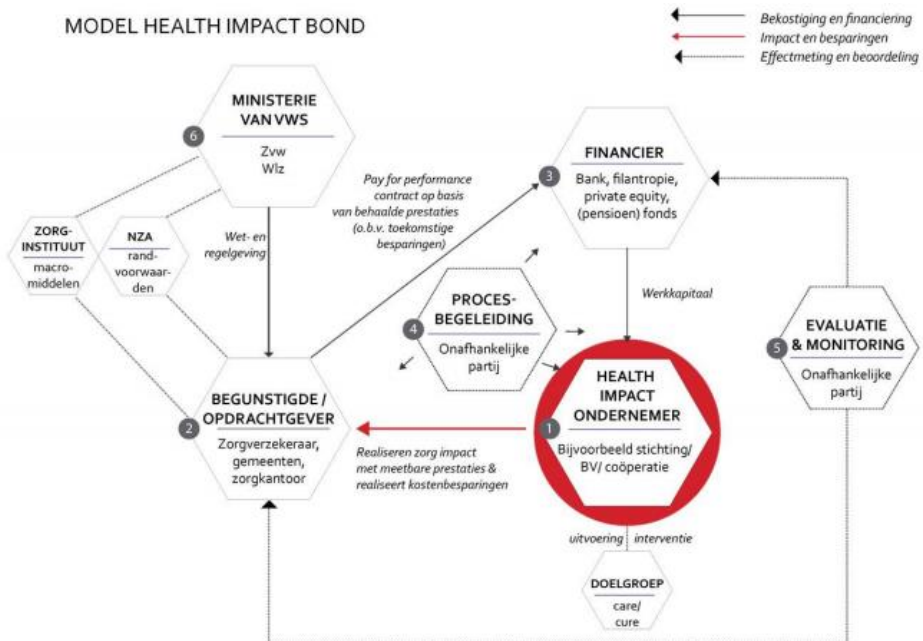 MODEL HEALTH IMPACT BOND
Bekostiging en financiering
Impact en besparingen
Effectmeting en beoordeling
6
MINISTERIE
VAN VWS
Zvw
Wlz
3
FINANCIER
Bank, filantropie,
private equity,
(pensioen) fonds
Pay for performance
contract op basis
van behaalde prestaties
(o.b.v. toekomstige
besparingen)
ZORG-
INSTITUUT
macro-
middelen
NZA
rand-
voorwaar-
den
Wet- en
regelgeving
Werkkapitaal
4
PROCES-
BEGELEIDING
Onafhankelijke
partij
5
EVALUATIE
& MONITORING
Onafhankelijke
partij
2
BEGUNSTIGDE /
OPDRACHTGEVER
Zorgverzekeraar,
gemeenten,
zorgkantoor
1
HEALTH
IMPACT
ONDERNEMER
Bijvoorbeeld stichting/
BV/ coöperatie
Realiseren zorg impact
met meetbare prestaties &
realiseert kostenbesparingen
uitvoering interventie
DOELGROEP
care/
cure